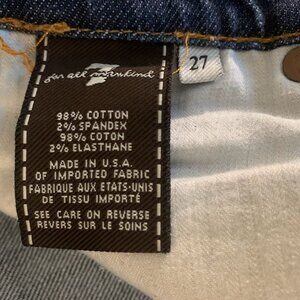 7
for all mankind
27
98% COTTON
2% SPANDEX
98% COTON
2% ELASTHANE
MADE IN U.S.A.
OF IMPORTED FABRIC
FABRIQUE AUX ETATS-UNIS
DE TISSU IMPORTÉ
SEE CARE ON REVERSE
REVERS SUR LE SOINS